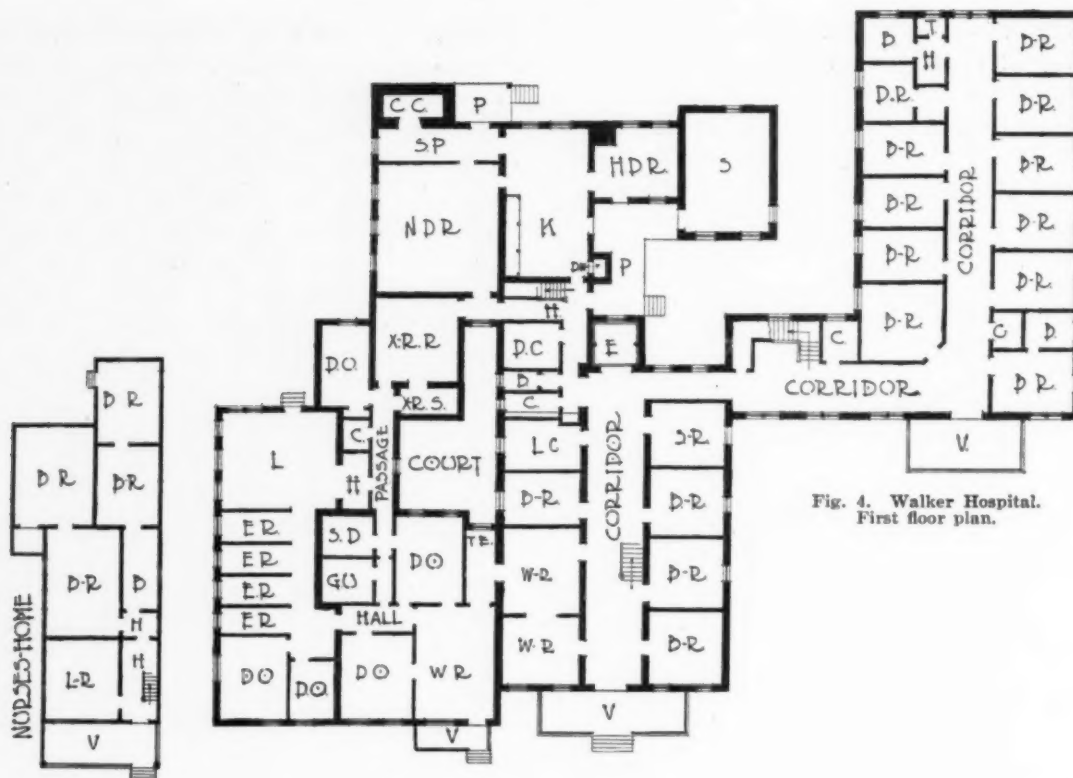 B
T.
H
B-R
D.R.
B-R
B-R
B-R
B-R
B-R
B-R
B-R
B-R
CORRIDOR
B-R
C.
D.
B R.
C
CORRIDOR
V.
C C.
P
S.P
H D R.
S
N D R
K
P
H.
X-R.R
D.C
E
D.O.
X.R.S.
D.
C.
C
L
H
PASSAGE
COURT
L C
S-R
B-R
CORRIDOR
E R.
S.D
D O
T E.
E R
E.R
G U
W-R
B-R
E R
HALL
W-R
B-R
D O
D O.
D O
W R
V
V
B R
B R
B-R
B-R
B
H
H
L-R
V
NURSES-HOME
Fig. 4. Walker Hospital.
First floor plan.